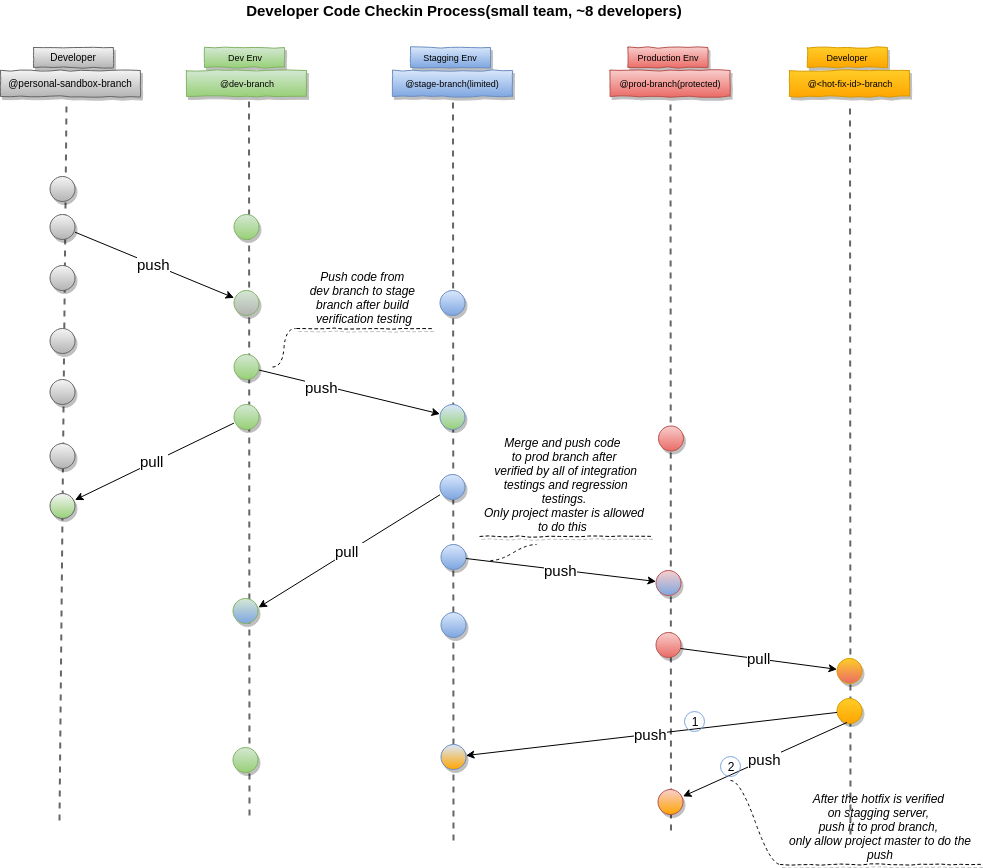 Developer Code Checkin Process(small team, ~8 developers)
Developer
@personal-sandbox-branch
Dev Env
@dev-branch
Stagging Env
@stage-branch(limited)
Production Env
@prod-branch(protected)
Developer
@<hot-fix-id>-branch
push
Push code from
dev branch to stage
branch after build
verification testing
push
pull
Merge and push code
to prod branch after
verified by all of integration
testings and regression
testings.
Only project master is allowed
to do this
pull
push
pull
1
push
2
push
After the hotfix is verified
on stagging server,
push it to prod branch,
only allow project master to do the
push